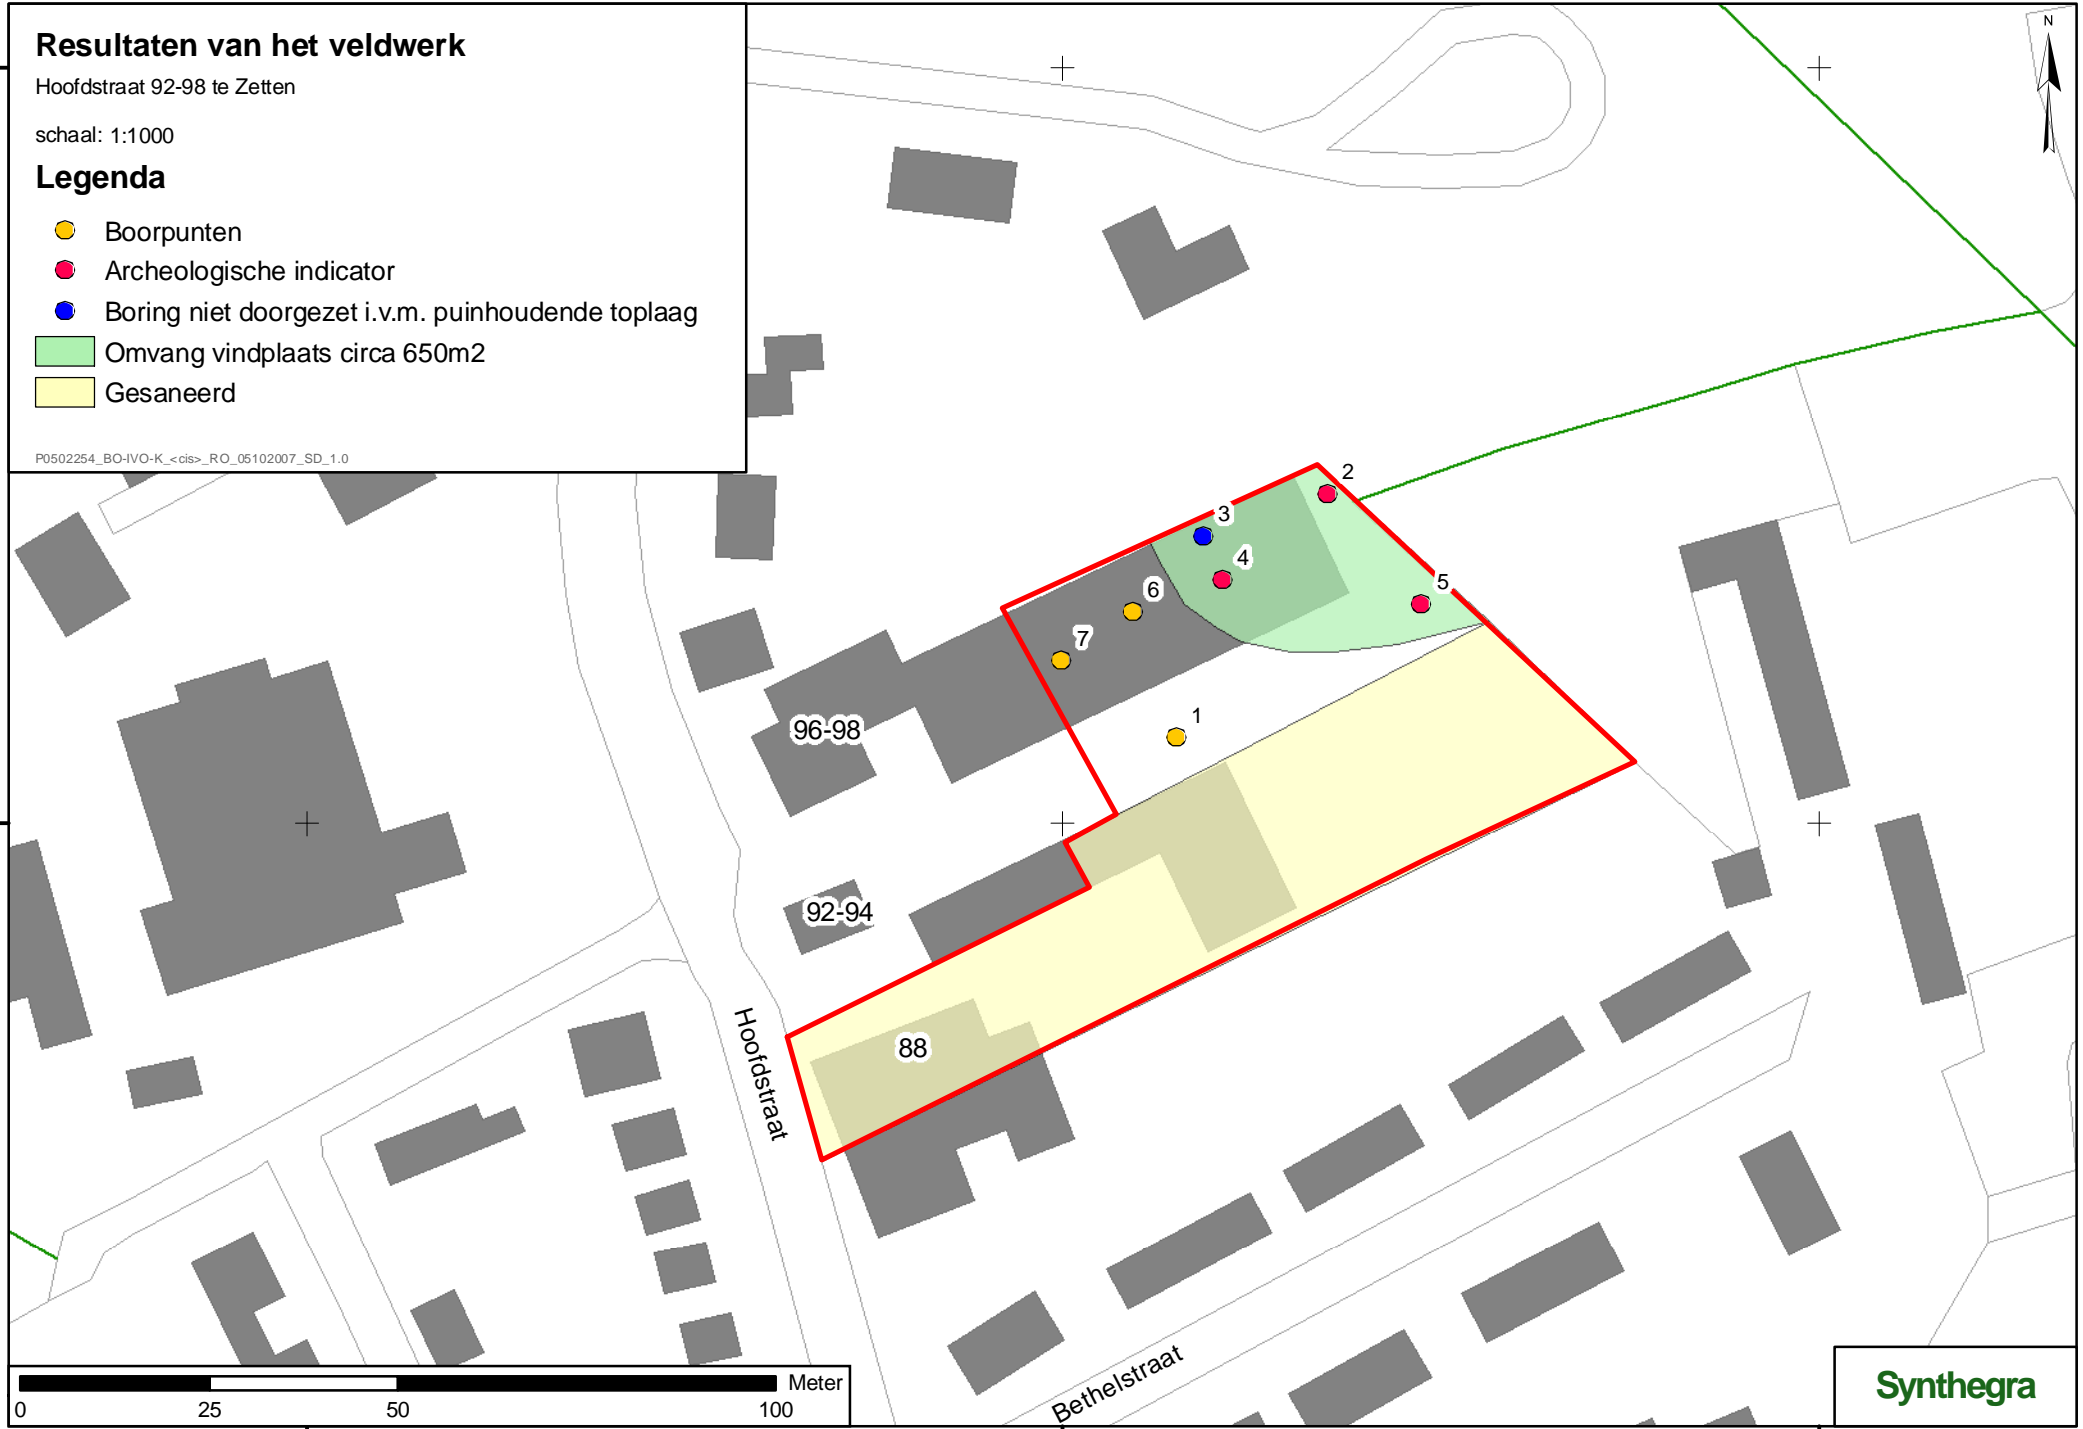 Resultaten van het veldwerk
Hoofdstraat 92-98 te Zetten
schaal: 1:1000
Legenda
Boorpunten
Archeologische indicator
Boring niet doorgezet i.v.m. puinhoudende toplaag
Omvang vindplaats circa 650m2
Gesaneerd
P0502254_BO-IVO-K_<cis>_RO_05102007_SD_1.0
N
2
3
4
5
6
7
1
96-98
92-94
88
Hoofdstraat
Bethelstraat
Meter
0 25 50 100
Synthegra